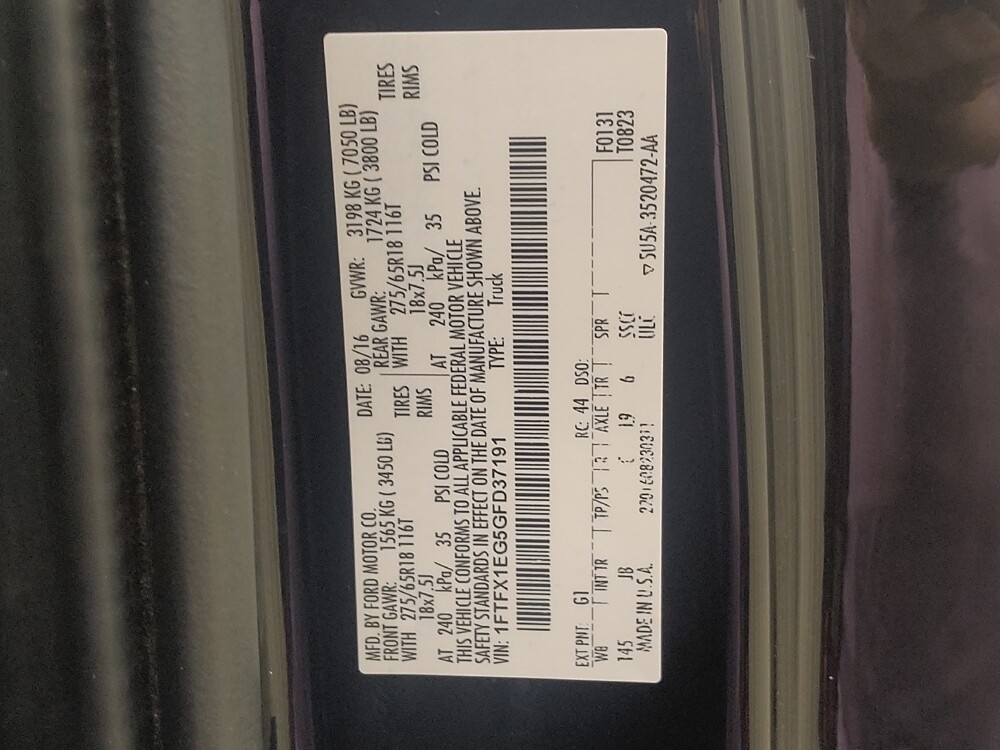 MFD. BY FORD MOTOR CO. DATE: 08/16 GVWR: 3198 KG ( 7050 LB)
FRONT GAWR: 1565 KG ( 3450 LB) REAR GAWR: 1724 KG ( 3800 LB)
WITH 275/65R18 116T TIRES WITH 275/65R18 116T TIRES
18x7.5J RIMS 18x7.5J RIMS
AT 240 kPa/ 35 PSI COLD AT 240 kPa/ 35 PSI COLD
THIS VEHICLE CONFORMS TO ALL APPLICABLE FEDERAL MOTOR VEHICLE
SAFETY STANDARDS IN EFFECT ON THE DATE OF MANUFACTURE SHOWN ABOVE.
VIN: 1FTFX1EG5GFD37191 TYPE: Truck
EXT PNT: G1 RC: 44 DSO: F0131
WB INT TR TP/PS R AXLE TR SPR T0823
145 JB 19 6
MADE IN U.S.A. 5U5A-3520472-AA